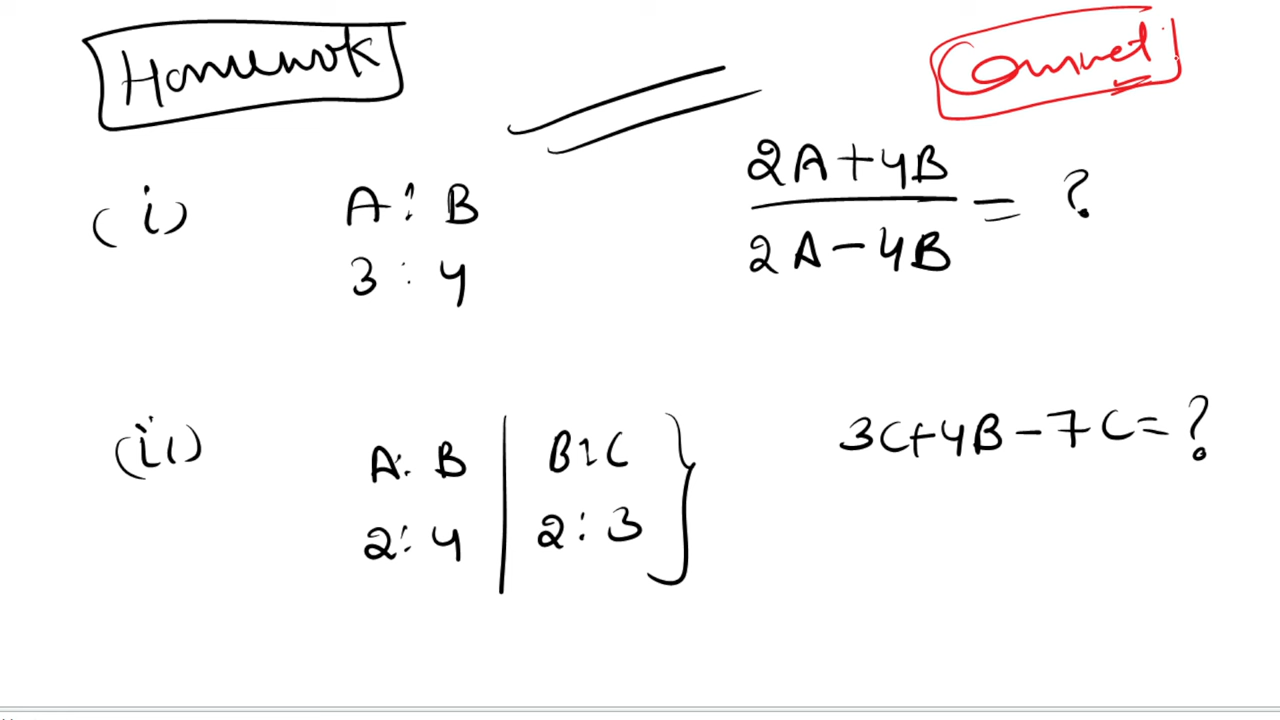 Homework
Comment
(i) A : B
3 : 4
2A+4B
2A-4B
= ?
(ii) A : B | B : C
2 : 4 | 2 : 3
3C+4B-7C=?